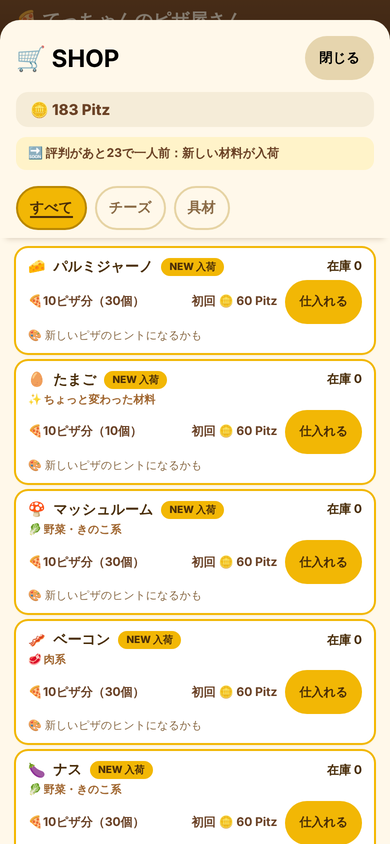 てっちゃんのピザ屋さん
SHOP
閉じる
183 Pitz
評判があと23で一人前：新しい材料が入荷
すべて チーズ 具材
パルミジャーノ NEW 入荷 在庫 0
10ピザ分（30個） 初回 60 Pitz 仕入れる
新しいピザのヒントになるかも
たまご NEW 入荷 在庫 0
ちょっと変わった材料
10ピザ分（10個） 初回 60 Pitz 仕入れる
新しいピザのヒントになるかも
マッシュルーム NEW 入荷 在庫 0
野菜・きのこ系
10ピザ分（30個） 初回 60 Pitz 仕入れる
新しいピザのヒントになるかも
ベーコン NEW 入荷 在庫 0
肉系
10ピザ分（30個） 初回 60 Pitz 仕入れる
新しいピザのヒントになるかも
ナス NEW 入荷 在庫 0
野菜・きのこ系
10ピザ分（30個） 初回 60 Pitz 仕入れる